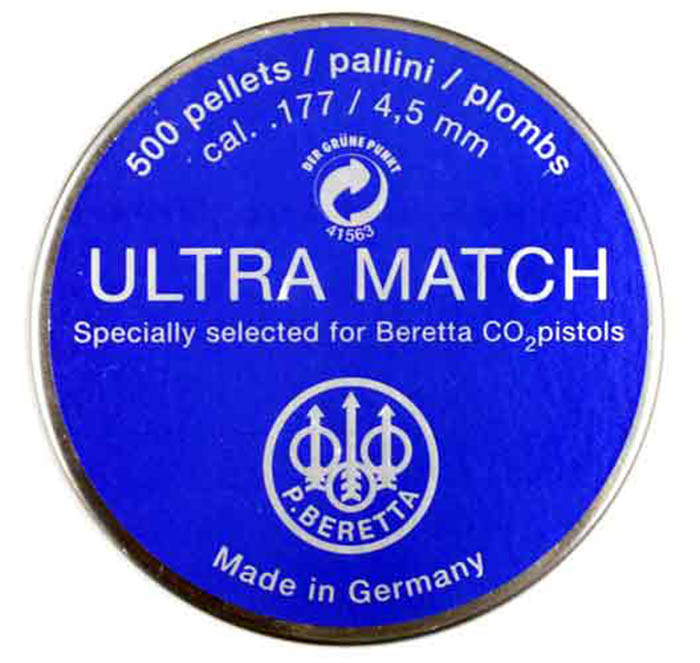 500 pellets / pallini / plombs
cal. .177 / 4,5 mm
DER GRÜNE PUNKT
41563
ULTRA MATCH
Specially selected for Beretta CO₂pistols
P.BERETTA
Made in Germany